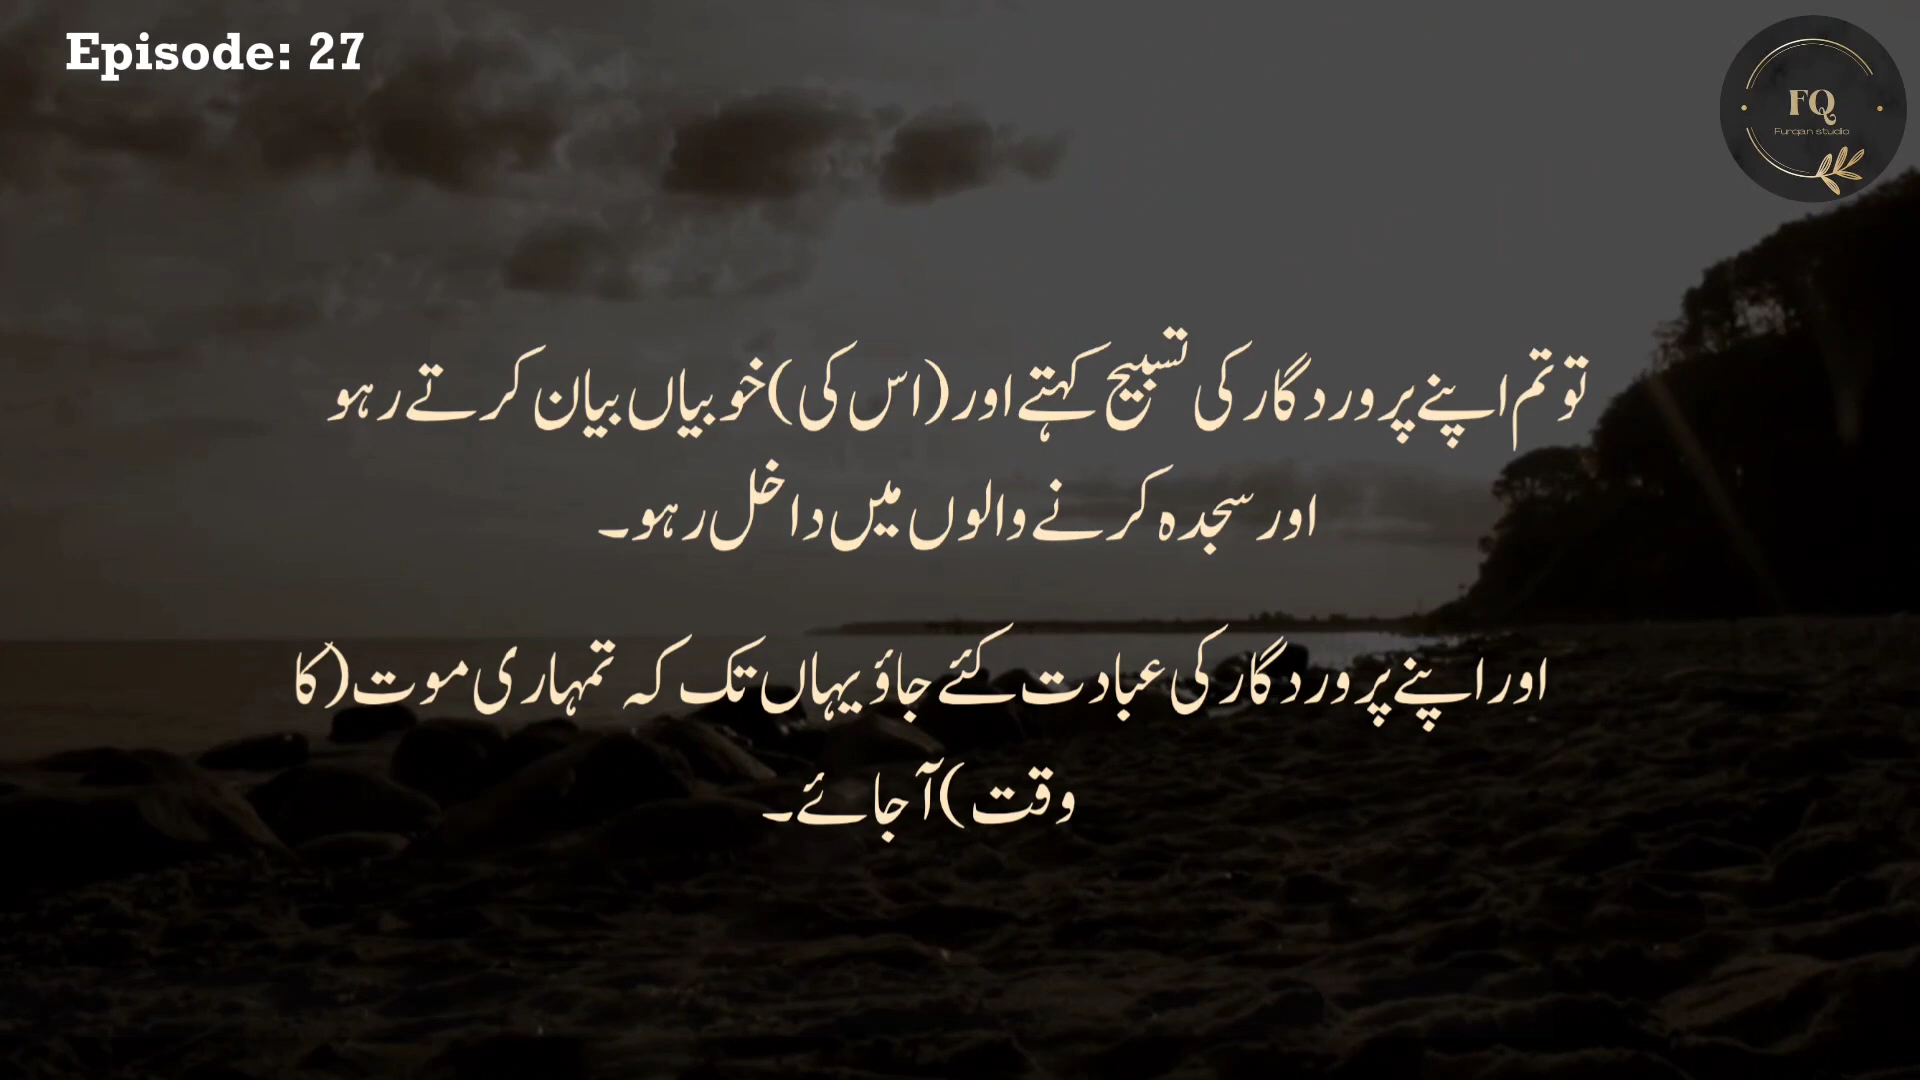 Episode: 27
FQ
Furqan studio
تو تم اپنے پروردگار کی تسبیح کہتے اور (اس کی) خوبیاں بیان کرتے رہو
اور سجدہ کرنے والوں میں داخل رہو۔
اور اپنے پروردگار کی عبادت کئے جاؤ یہاں تک کہ تمہاری موت (کا
وقت) آجائے۔